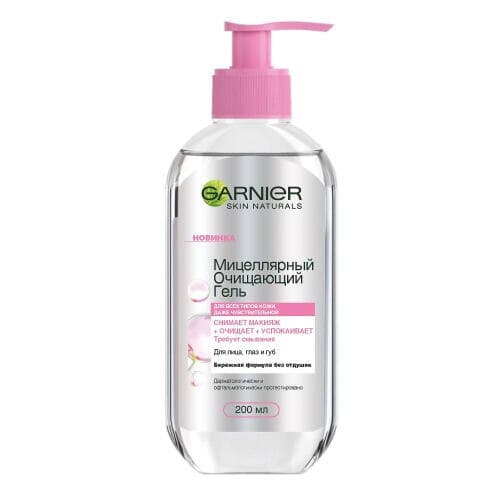 GARNIER
SKIN NATURALS
НОВИНКА
Мицеллярный
Очищающий
Гель
ДЛЯ ВСЕХ ТИПОВ КОЖИ,
ДАЖЕ ЧУВСТВИТЕЛЬНОЙ
СНИМАЕТ МАКИЯЖ
+ ОЧИЩАЕТ + УСПОКАИВАЕТ
Требует смывания
Для лица, глаз и губ
Бережная формула без отдушек
Дерматологически и
офтальмологически протестировано
200 мл